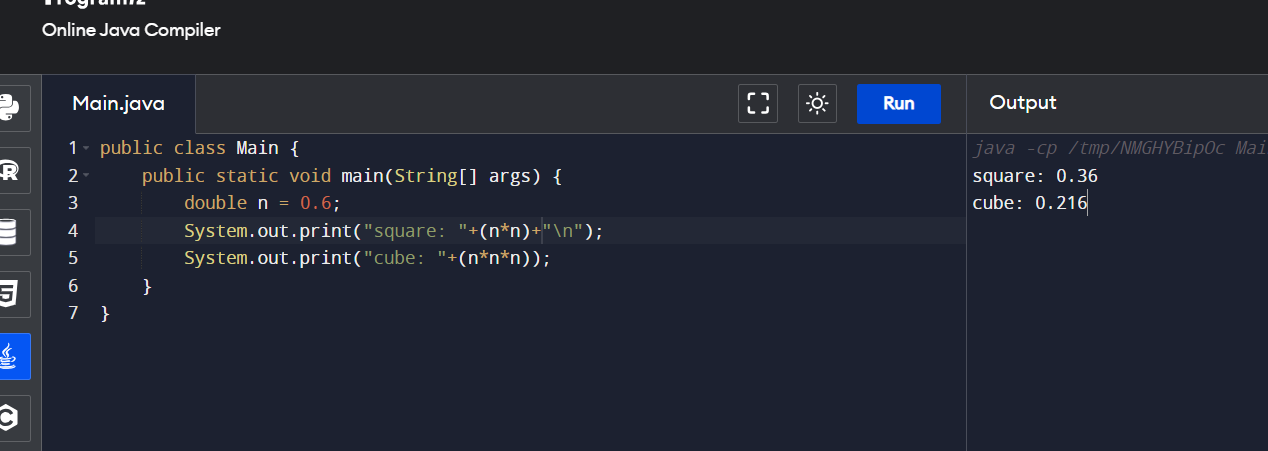 Online Java Compiler
Main.java
Run
Output
1 public class Main {
2     public static void main(String[] args) {
3         double n = 0.6;
4         System.out.print("square: "+(n*n)+"\n");
5         System.out.print("cube: "+(n*n*n));
6     }
7 }
java -cp /tmp/NMGHYBipOc Mai
square: 0.36
cube: 0.216